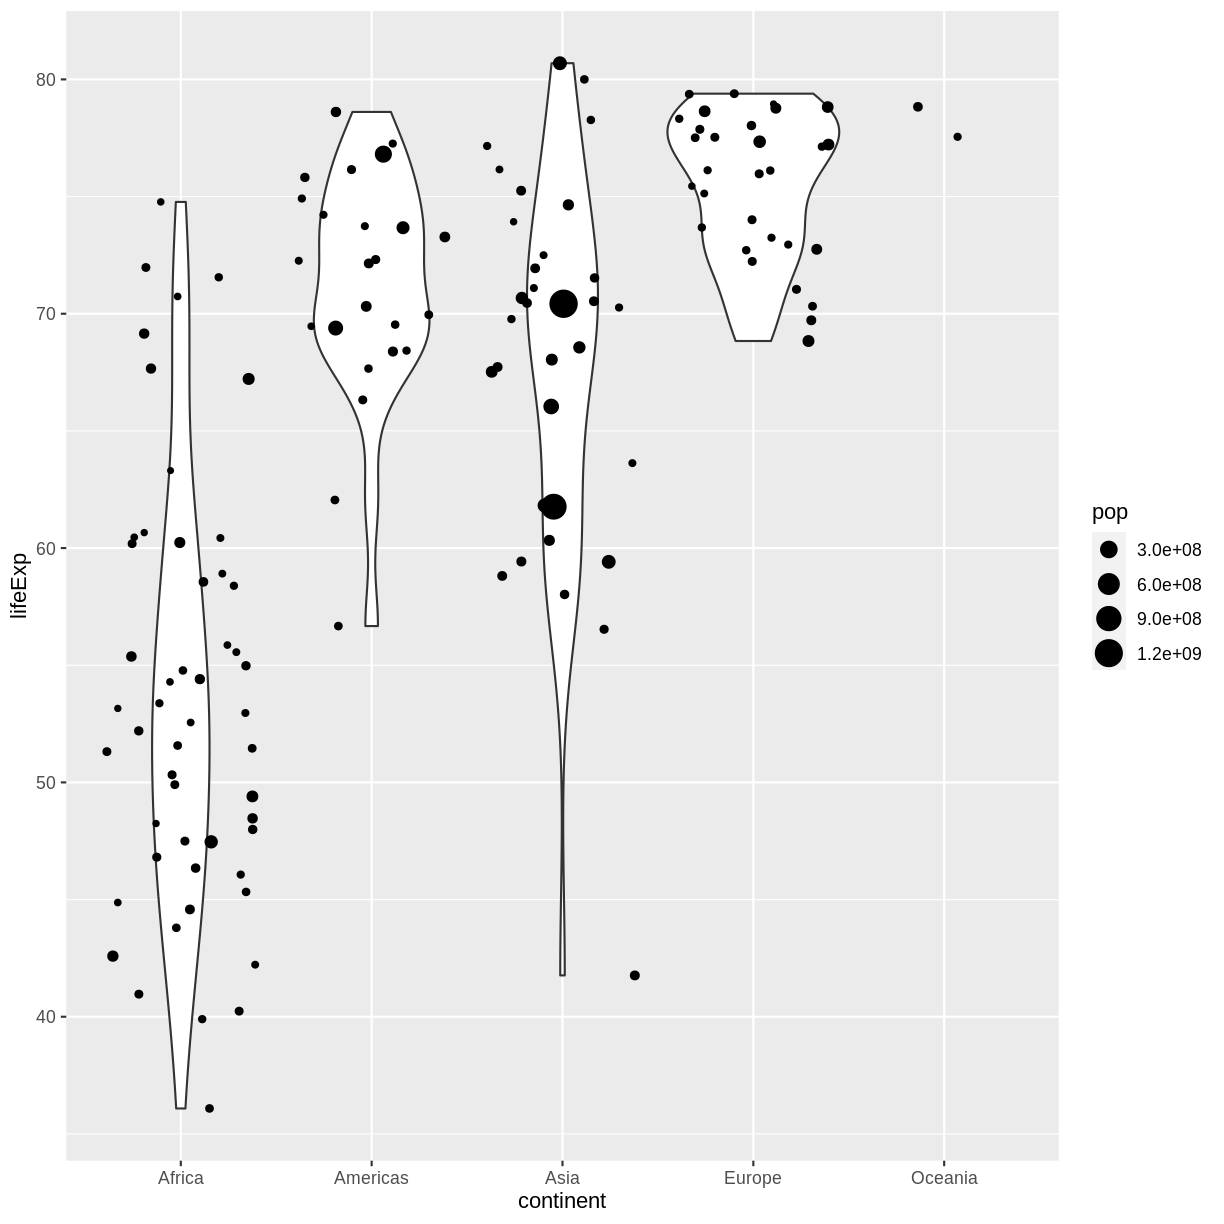 80
70
60
50
40
lifeExp
Africa
Americas
Asia
Europe
Oceania
continent
pop
3.0e+08
6.0e+08
9.0e+08
1.2e+09